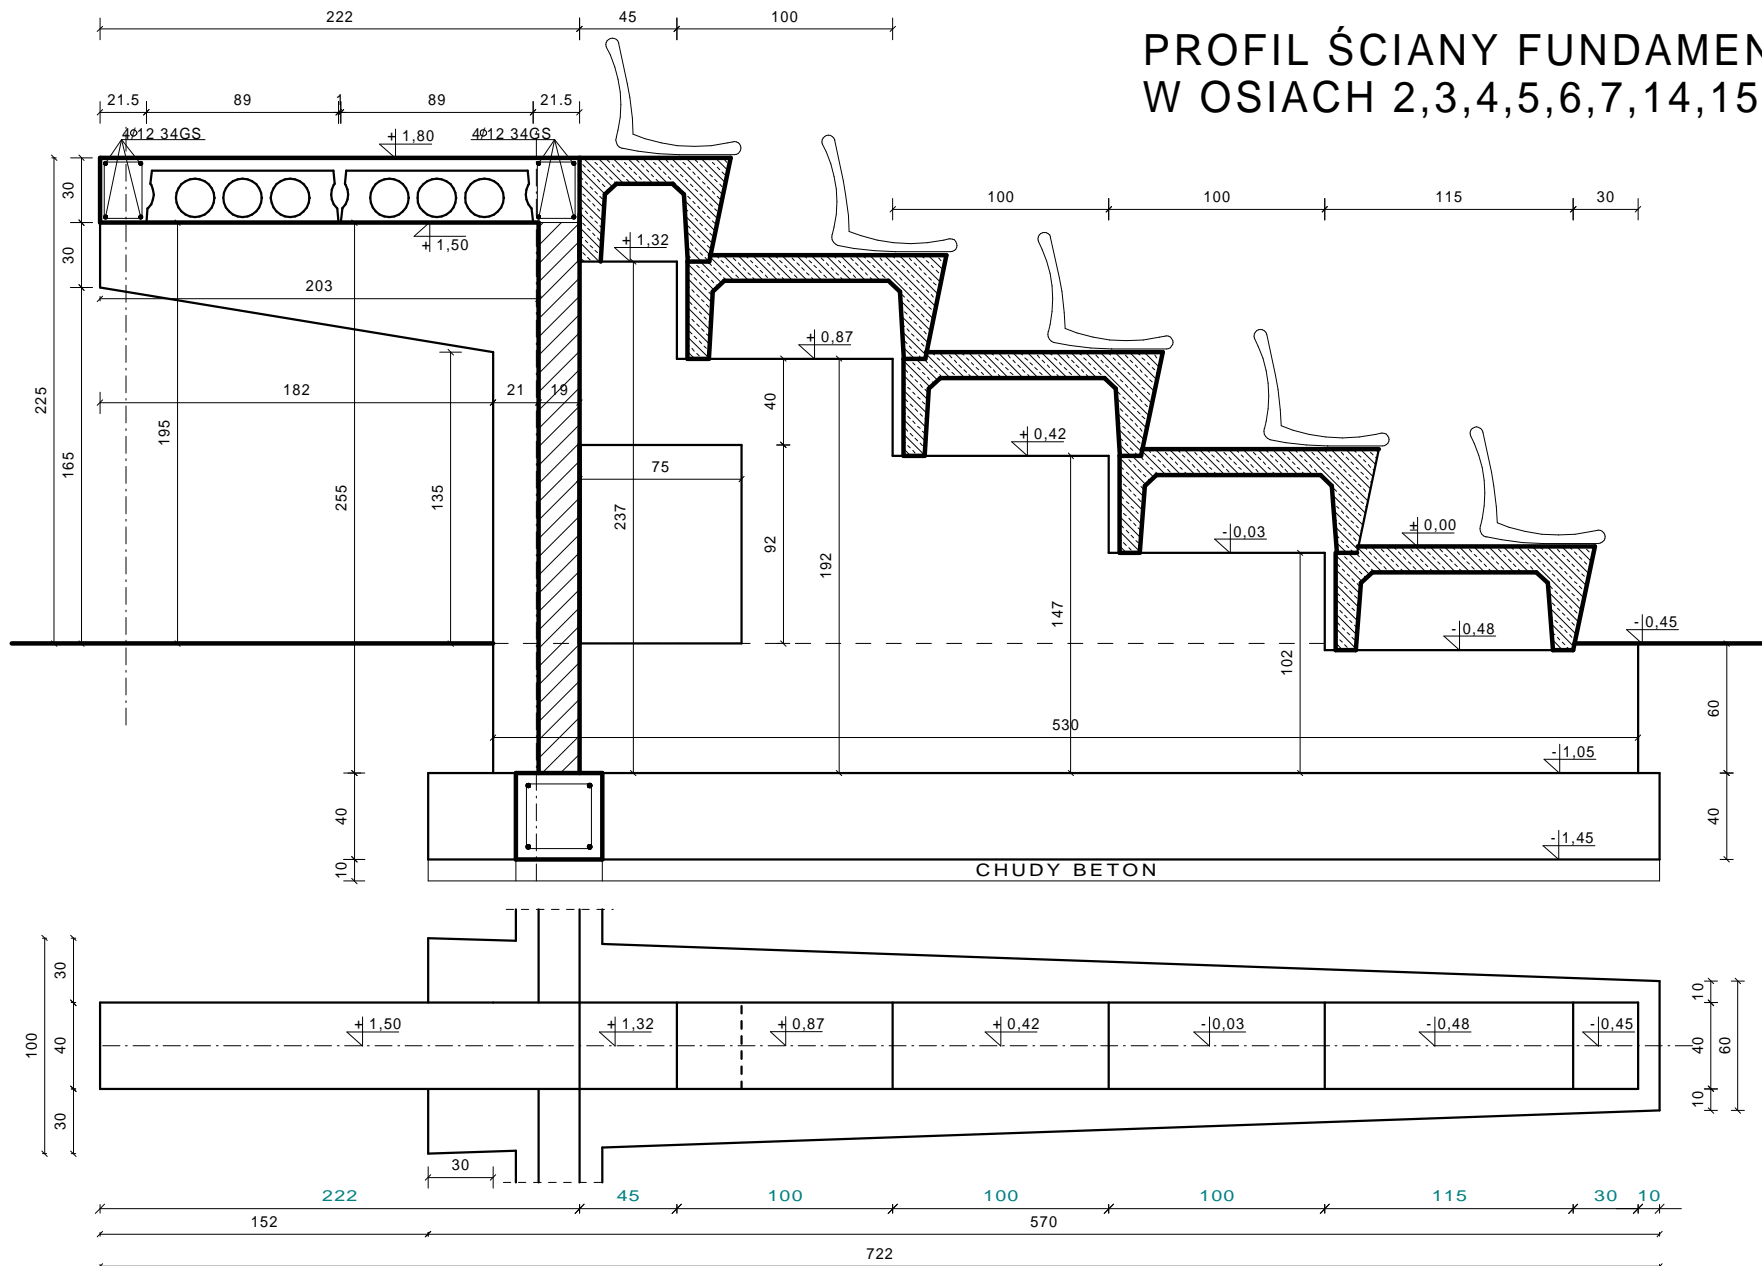 222 45 100
PROFIL ŚCIANY FUNDAMEN
W OSIACH 2,3,4,5,6,7,14,15
21.5 89 1 89 21.5
4Ø12 34GS + 1,80 4Ø12 34GS
30
100 100 115 30
+ 1,50 + 1,32
30
203
+ 0,87
225 182 21 19 40
195 + 0,42
165 255 135 75
237 92 192 - 0,03 ± 0,00
147 - 0,48 - 0,45
102
530 60
- 1,05
40 - 1,45 40
10 CHUDY BETON
30 10
100 40 + 1,50 + 1,32 + 0,87 + 0,42 - 0,03 - 0,48 - 0,45 40 60
30 10
30
222 45 100 100 100 115 30 10
152 570
722